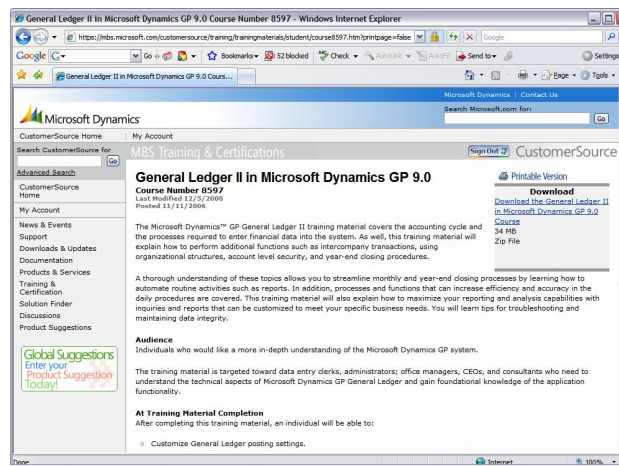 General Ledger II in Microsoft Dynamics GP 9.0 Course Number 8597 - Windows Internet Explorer
https://mbs.microsoft.com/customersource/training/trainingmaterials/student/course8597.htm?printpage=false
Google
Google
Go
Bookmarks
52 blocked
Check
AutoLink
AutoFill
Send to
Settings
General Ledger II in Microsoft Dynamics GP 9.0 Cours...
Page
Tools
Microsoft Dynamics | Contact Us
Microsoft Dynamics
Search Microsoft.com for:
Go
CustomerSource Home | My Account
Search CustomerSource for
Go
Advanced Search
CustomerSource
Home
My Account
News & Events
Support
Downloads & Updates
Documentation
Products & Services
Training &
Certification
Solution Finder
Discussions
Product Suggestions
Global Suggestions
Enter your
Product Suggestion
Today!
MBS Training & Certifications
Sign Out
CustomerSource
General Ledger II in Microsoft Dynamics GP 9.0
Course Number 8597
Last Modified 12/5/2006
Posted 11/11/2006
Printable Version
Download
Download the General Ledger II
in Microsoft Dynamics GP 9.0
Course
34 MB
Zip File
The Microsoft Dynamics™ GP General Ledger II training material covers the accounting cycle and
the processes required to enter financial data into the system. As well, this training material will
explain how to perform additional functions such as intercompany transactions, using
organizational structures, account level security, and year-end closing procedures.
A thorough understanding of these topics allows you to streamline monthly and year-end closing processes by learning how to
automate routine activities such as reports. In addition, processes and functions that can increase efficiency and accuracy in the
daily procedures are covered. This training material will also explain how to maximize your reporting and analysis capabilities with
inquiries and reports that can be customized to meet your specific business needs. You will learn tips for troubleshooting and
maintaining data integrity.
Audience
Individuals who would like a more in-depth understanding of the Microsoft Dynamics GP system.
The training material is targeted toward data entry clerks, administrators; office managers, CEOs, and consultants who need to
understand the technical aspects of Microsoft Dynamics GP General Ledger and gain foundational knowledge of the application
functionality.
At Training Material Completion
After completing this training material, an individual will be able to:
Customize General Ledger posting settings.
Done
Internet
100%